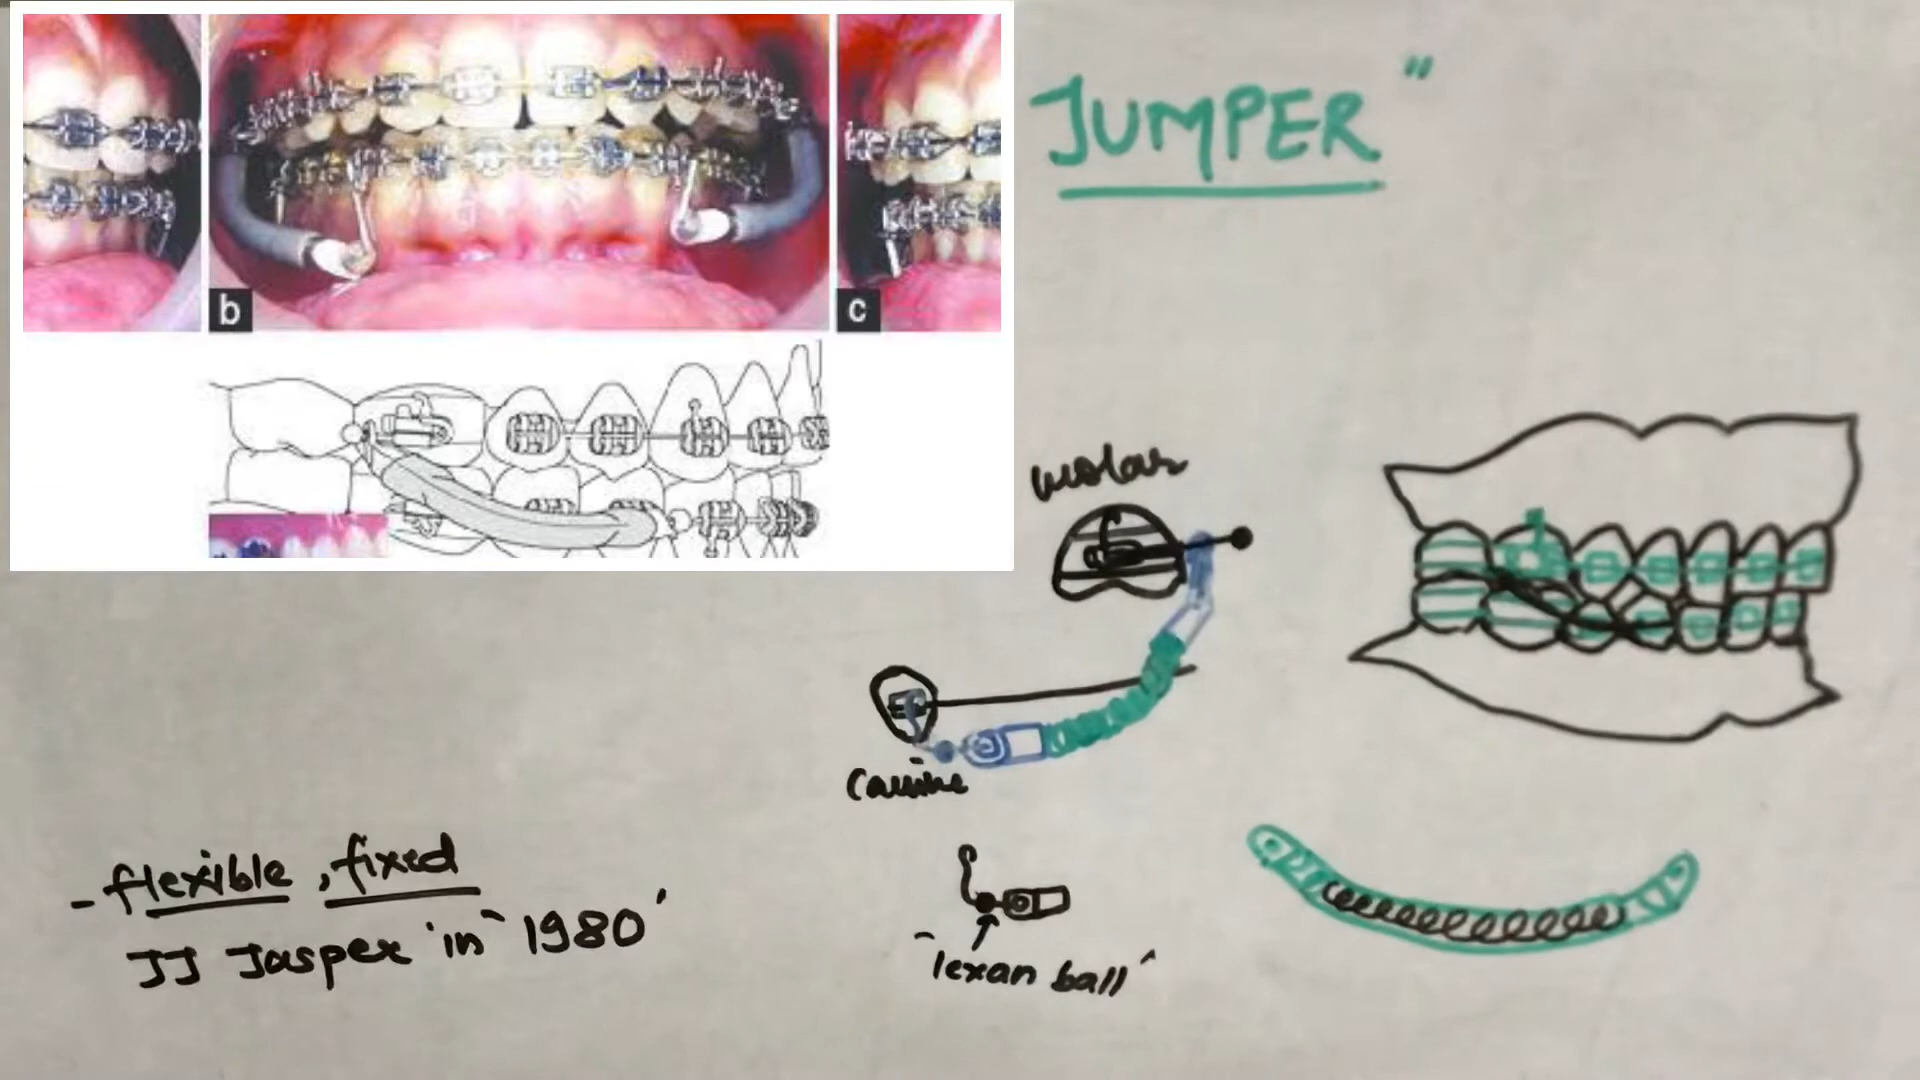 JUMPER "
b
c
molar
canine
- flexible, fixed
JJ Jasper in '1980'
"lexan ball"